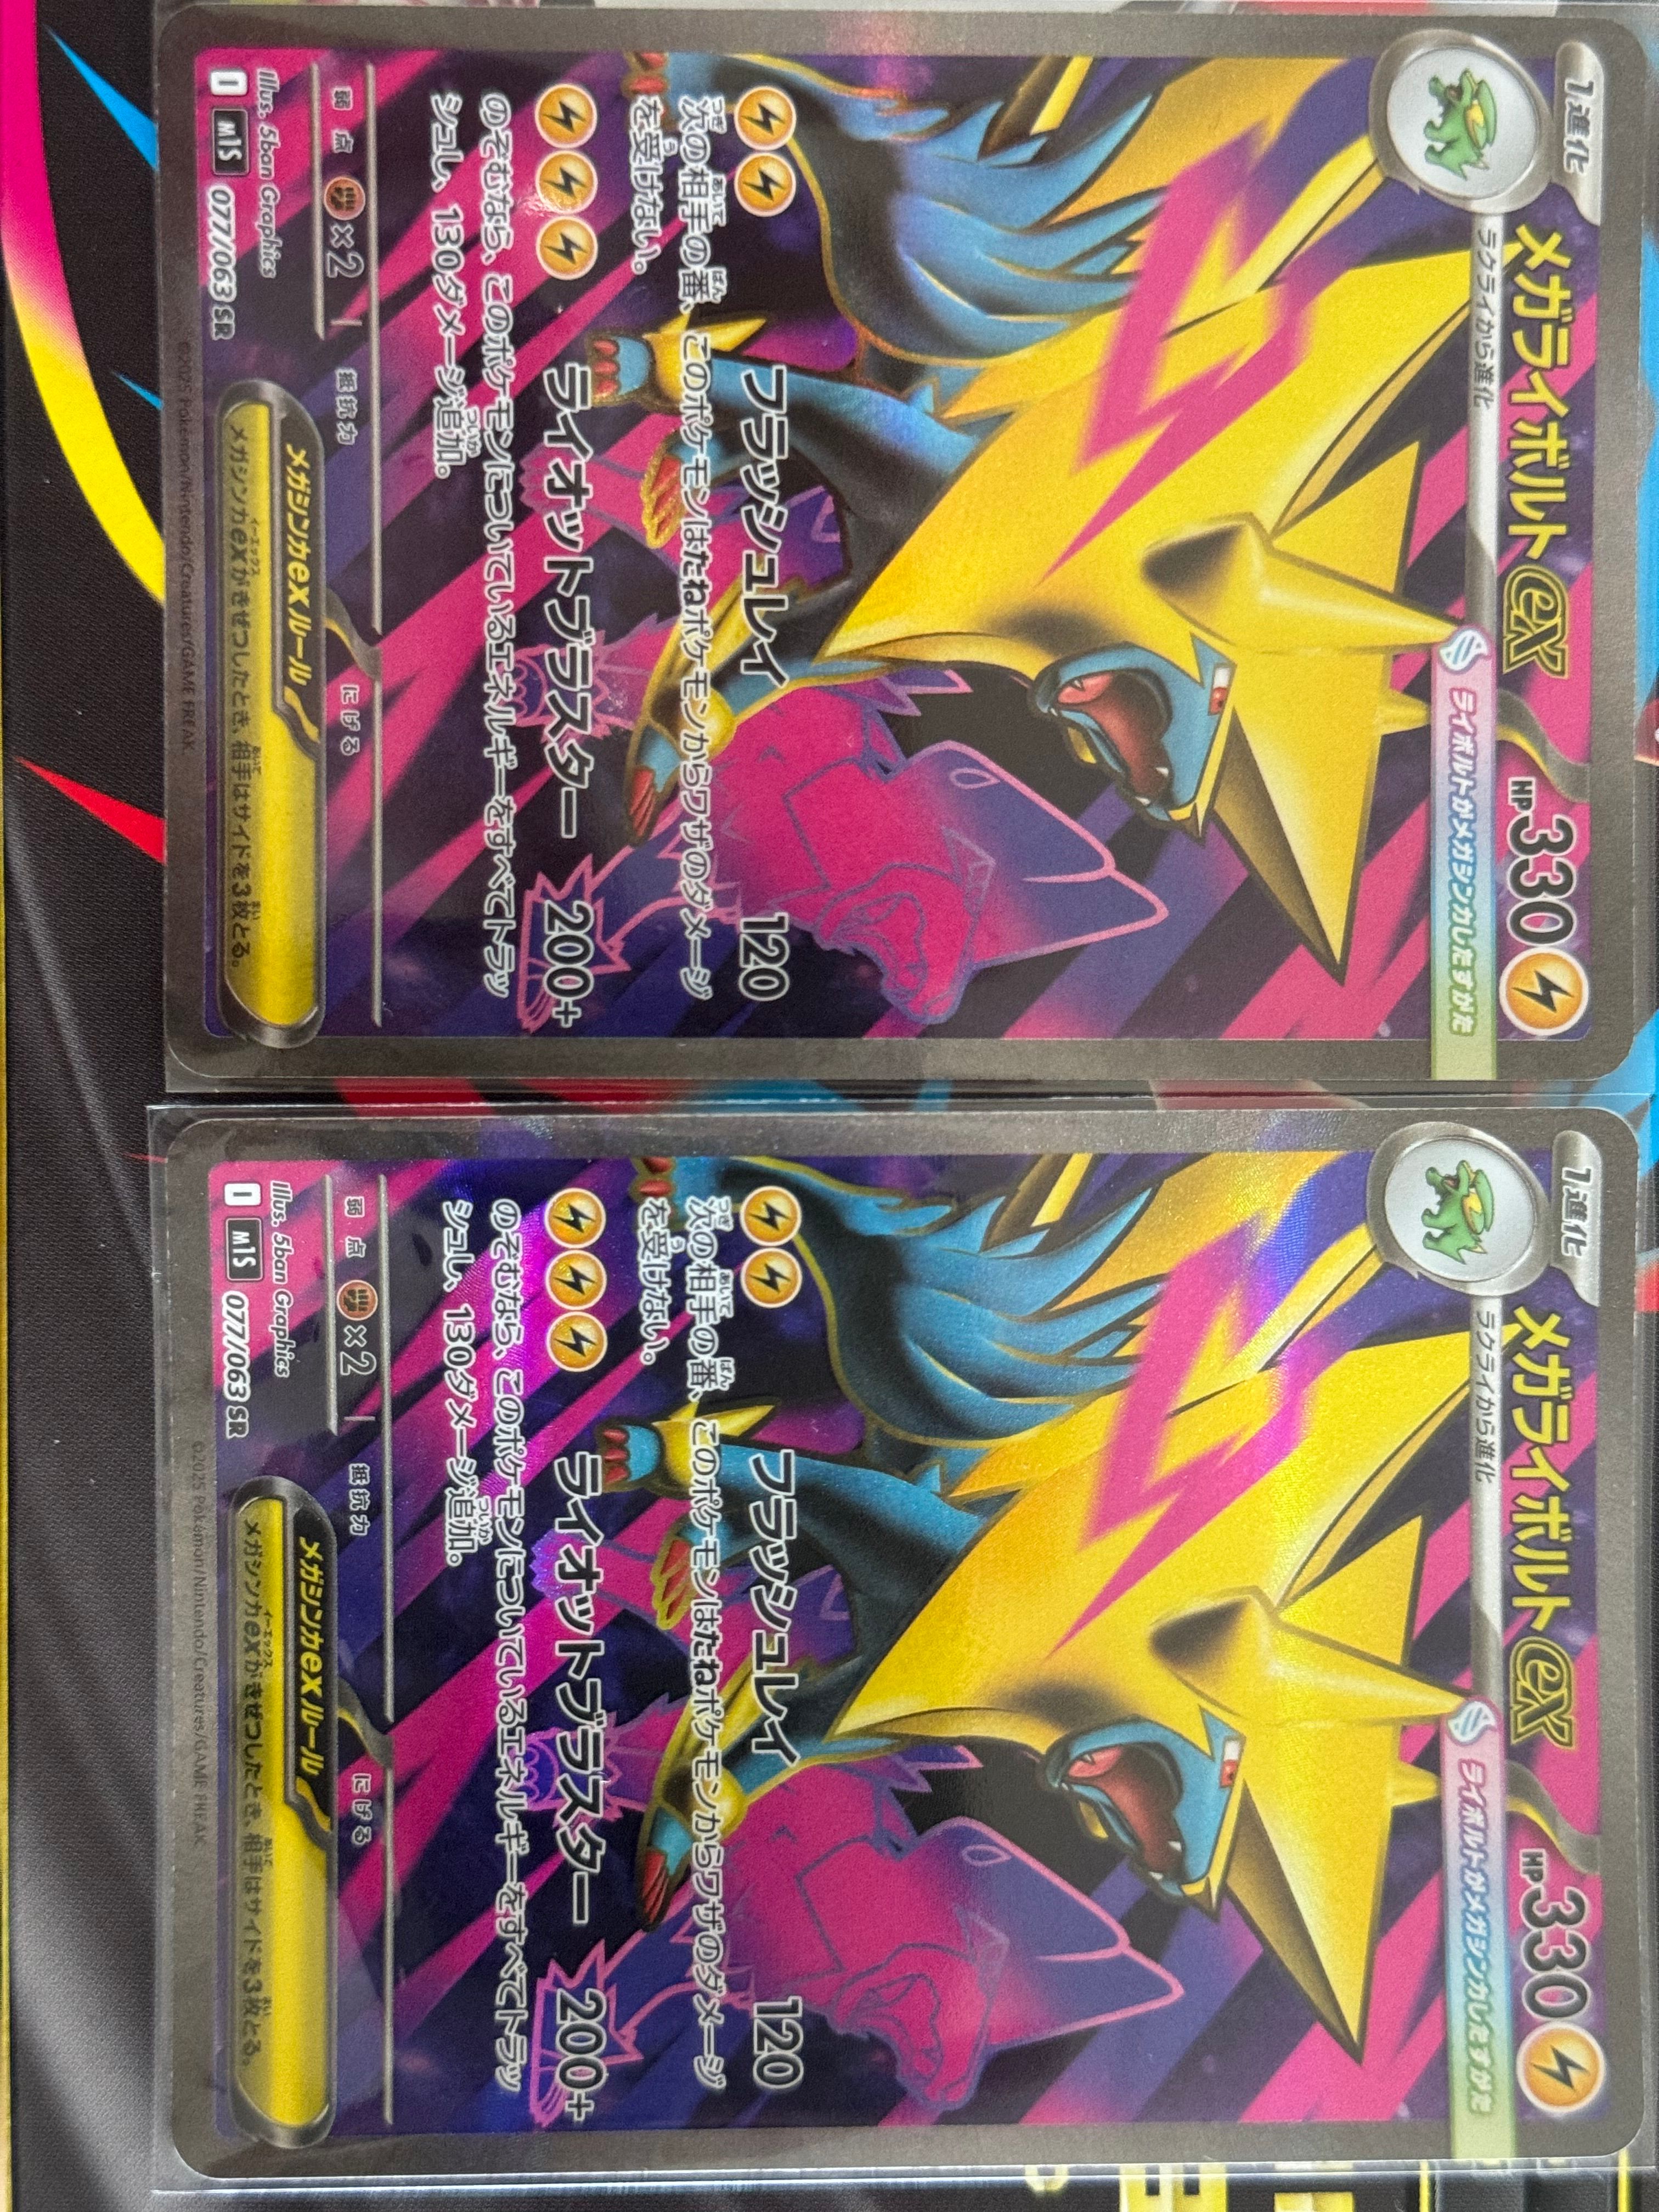 1進化
メガライボルトex
HP330
ラクライから進化
ライボルトがメガシンカしたすがた
フラッシュレイ 120
次の相手の番、このポケモンはたねポケモンからワザのダメージ
を受けない。
ライオットブラスター 200+
のぞむなら、このポケモンについているエネルギーをすべてトラッ
シュし、130ダメージ追加。
弱点 ×2 抵抗力 にげる
Illus. 5ban Graphics
I M1S 077/063 SR
メガシンカexルール
メガシンカexがきぜつしたとき、相手はサイドを3枚とる。
©2025 Pokémon/Nintendo/Creatures/GAME FREAK.
1進化
メガライボルトex
HP330
ラクライから進化
ライボルトがメガシンカしたすがた
フラッシュレイ 120
次の相手の番、このポケモンはたねポケモンからワザのダメージ
を受けない。
ライオットブラスター 200+
のぞむなら、このポケモンについているエネルギーをすべてトラッ
シュし、130ダメージ追加。
弱点 ×2 抵抗力 にげる
Illus. 5ban Graphics
I M1S 077/063 SR
メガシンカexルール
メガシンカexがきぜつしたとき、相手はサイドを3枚とる。
©2025 Pokémon/Nintendo/Creatures/GAME FREAK.